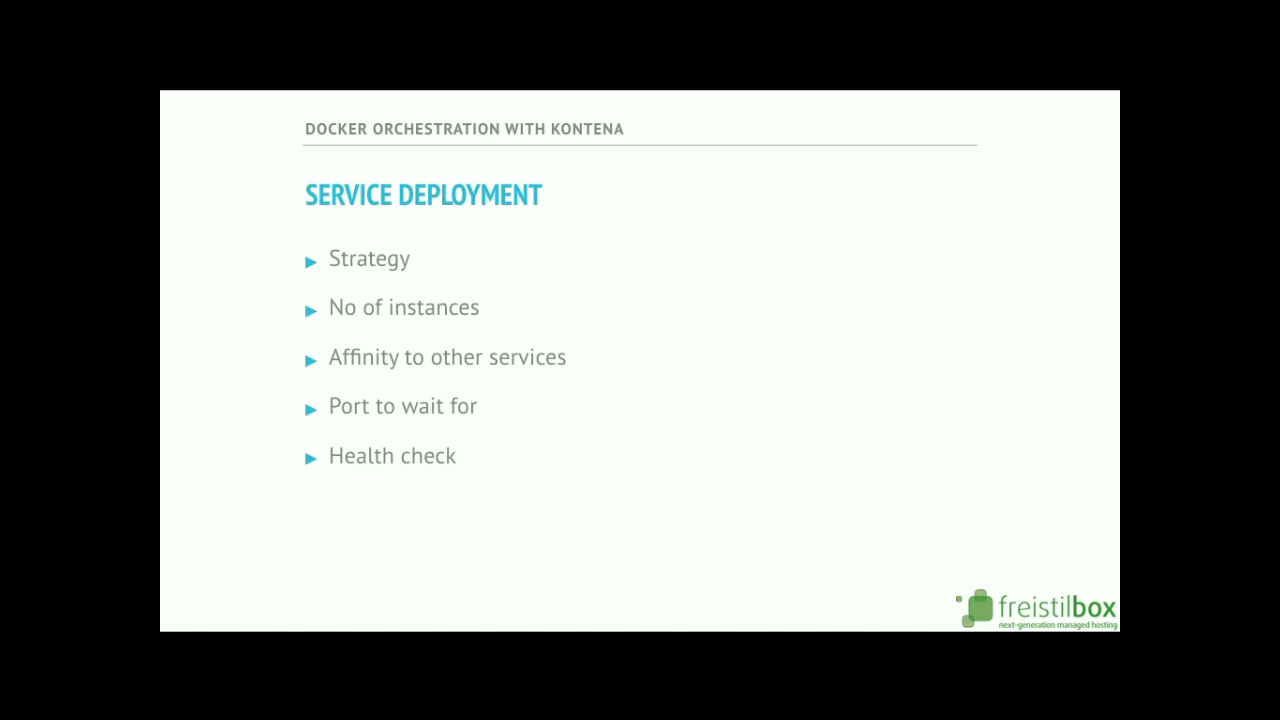 DOCKER ORCHESTRATION WITH KONTENA
SERVICE DEPLOYMENT
Strategy
No of instances
Affinity to other services
Port to wait for
Health check
freistilbox
next-generation managed hosting